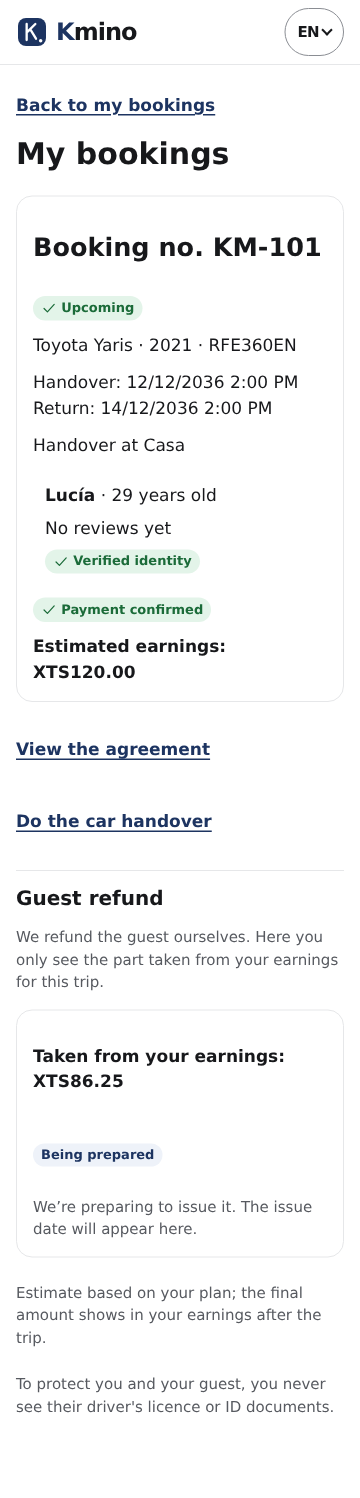 Kmino
EN
Back to my bookings
My bookings
Booking no. KM-101
Upcoming
Toyota Yaris · 2021 · RFE360EN
Handover: 12/12/2036 2:00 PM
Return: 14/12/2036 2:00 PM
Handover at Casa
Lucía · 29 years old
No reviews yet
Verified identity
Payment confirmed
Estimated earnings:
XTS120.00
View the agreement
Do the car handover
Guest refund
We refund the guest ourselves. Here you
only see the part taken from your earnings
for this trip.
Taken from your earnings:
XTS86.25
Being prepared
We’re preparing to issue it. The issue
date will appear here.
Estimate based on your plan; the final
amount shows in your earnings after the
trip.
To protect you and your guest, you never
see their driver's licence or ID documents.